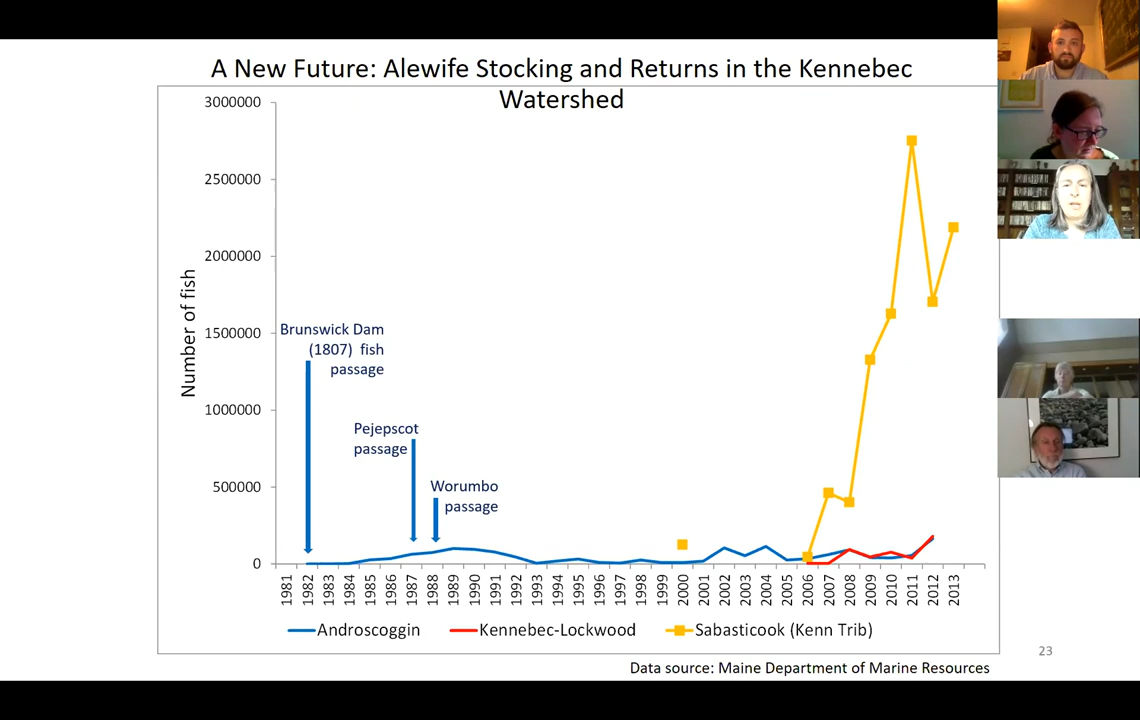 A New Future: Alewife Stocking and Returns in the Kennebec
Watershed
Number of fish
3000000
2500000
2000000
1500000
1000000
500000
0
Brunswick Dam
(1807) fish
passage
Pejepscot
passage
Worumbo
passage
1981
1982
1983
1984
1985
1986
1987
1988
1989
1990
1991
1992
1993
1994
1995
1996
1997
1998
1999
2000
2001
2002
2003
2004
2005
2006
2007
2008
2009
2010
2011
2012
2013
Androscoggin
Kennebec-Lockwood
Sabasticook (Kenn Trib)
23
Data source: Maine Department of Marine Resources